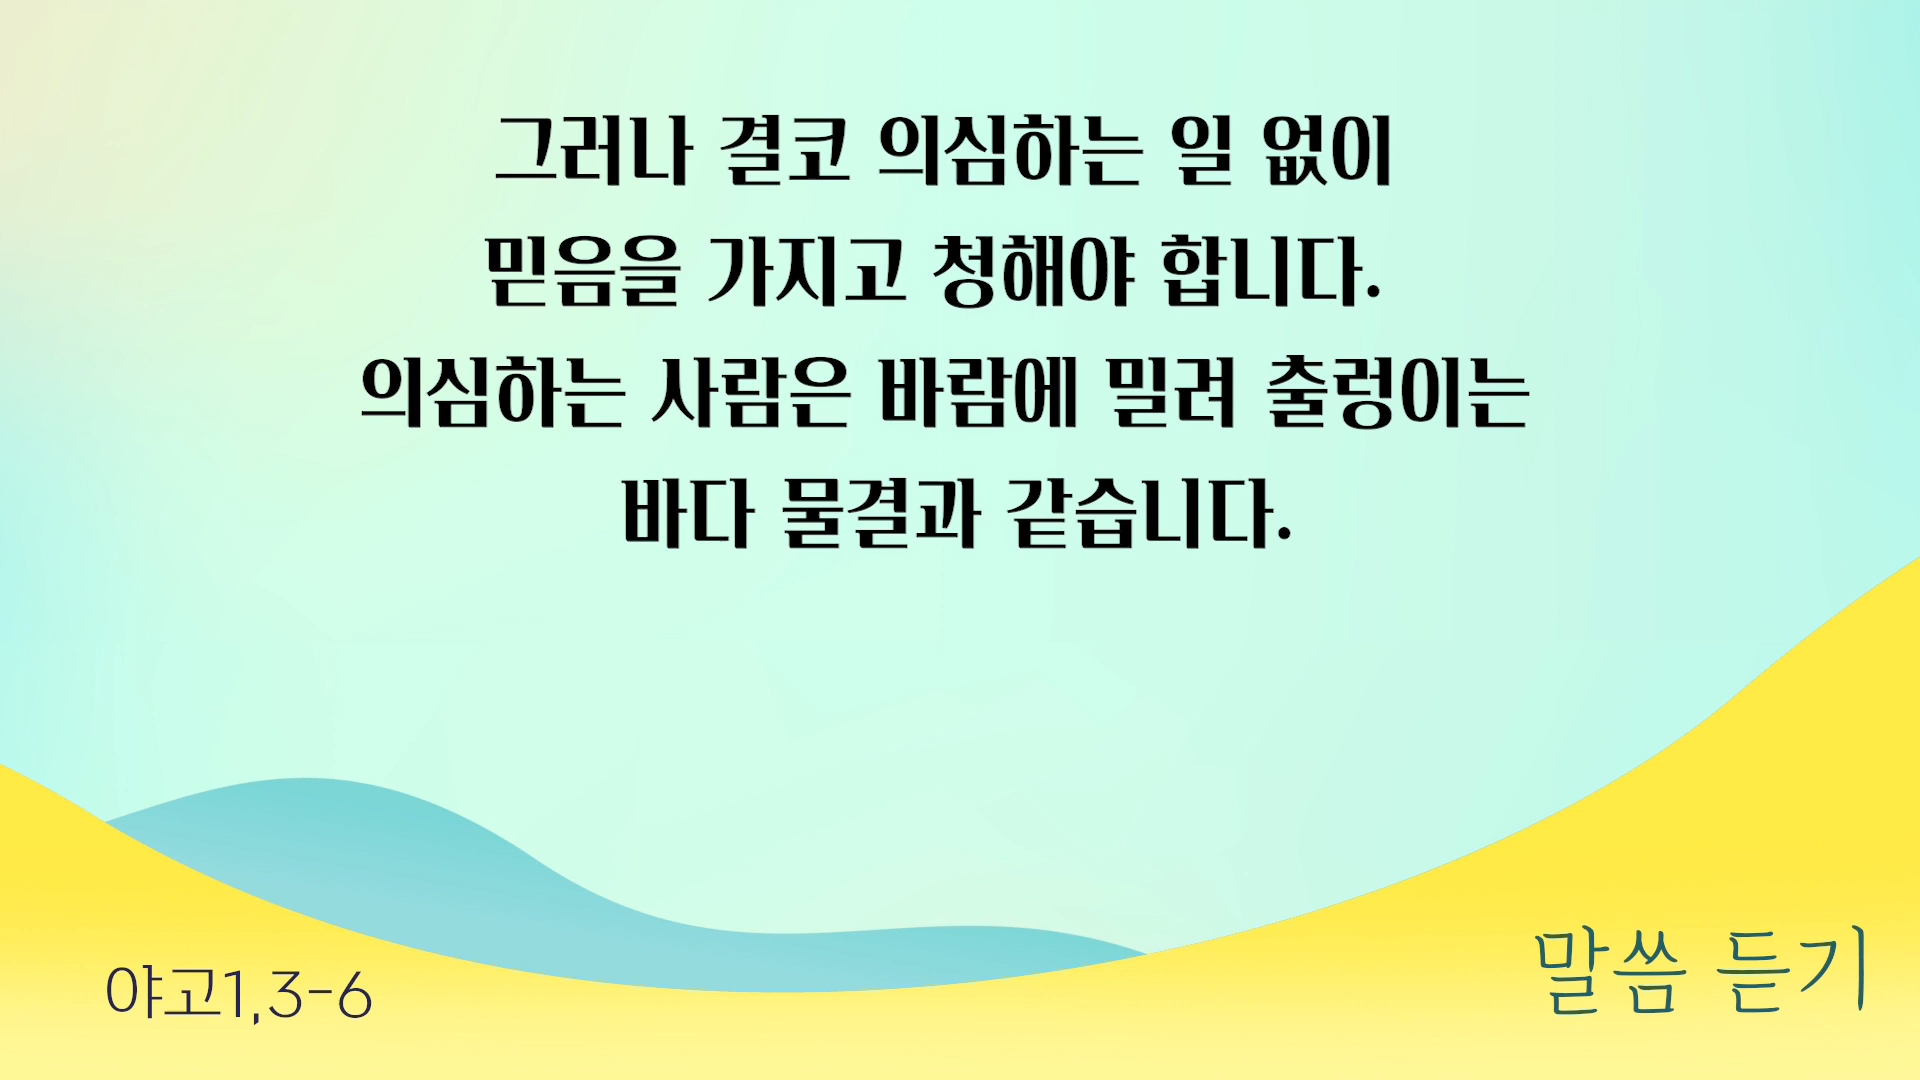 그러나 결코 의심하는 일 없이
믿음을 가지고 청해야 합니다.
의심하는 사람은 바람에 밀려 출렁이는
바다 물결과 같습니다.
야고1,3-6
말씀 듣기